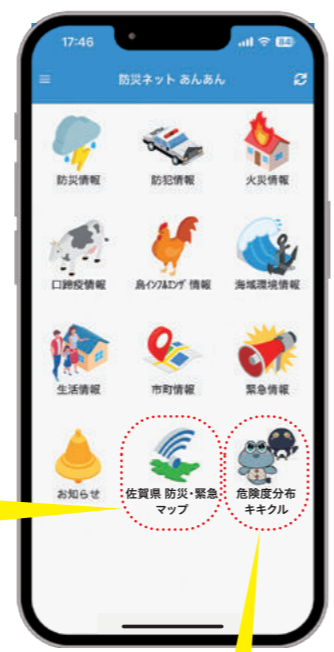 17:46
84
防災ネット あんあん
防災情報
防犯情報
火災情報
口蹄疫情報
鳥インフルエンザ 情報
海域環境情報
生活情報
市町情報
緊急情報
お知らせ
佐賀県 防災・緊急
マップ
危険度分布
キキクル